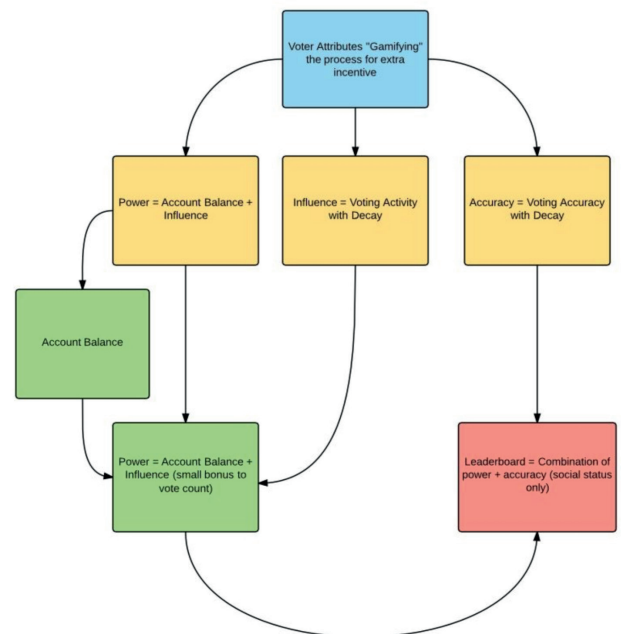 Voter Attributes "Gamifying"
the process for extra
incentive
Power = Account Balance +
Influence
Influence = Voting Activity
with Decay
Accuracy = Voting Accuracy
with Decay
Account Balance
Power = Account Balance +
Influence (small bonus to
vote count)
Leaderboard = Combination of
power + accuracy (social status
only)